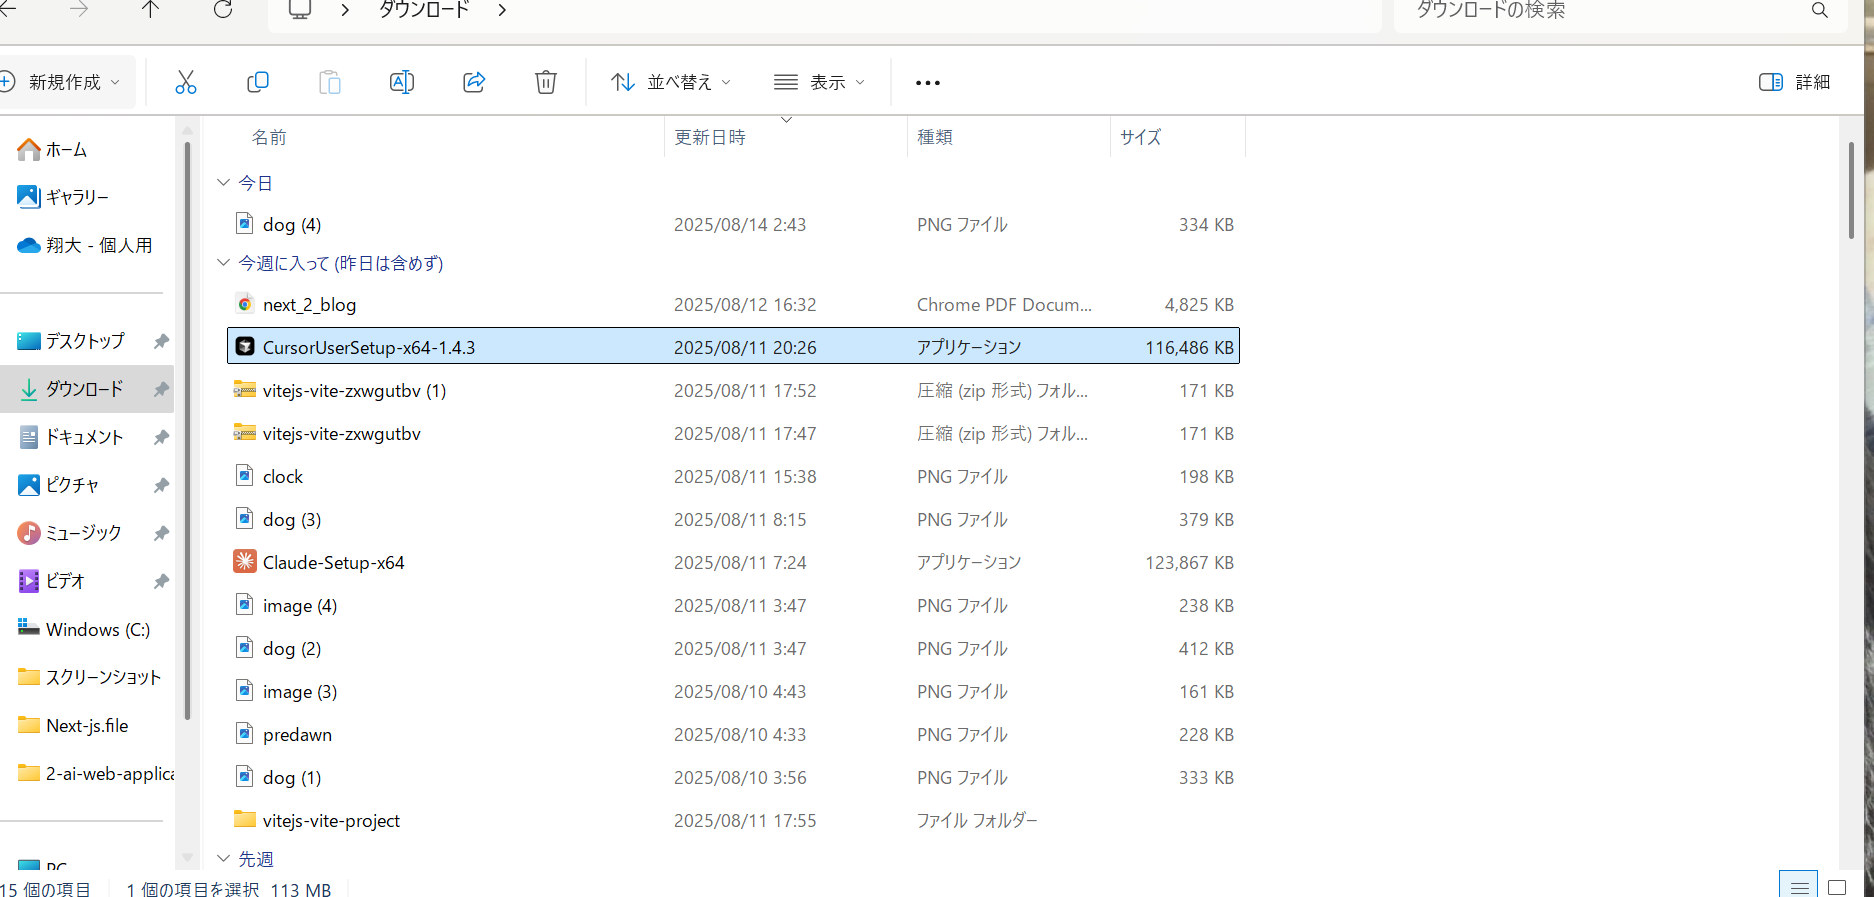 ダウンロード
ダウンロードの検索
新規作成
並べ替え
表示
詳細
ホーム
ギャラリー
翔大 - 個人用
デスクトップ
ダウンロード
ドキュメント
ピクチャ
ミュージック
ビデオ
Windows (C:)
スクリーンショット
Next-js.file
2-ai-web-applica
PC
名前 更新日時 種類 サイズ
今日
dog (4) 2025/08/14 2:43 PNG ファイル 334 KB
今週に入って (昨日は含めず)
next_2_blog 2025/08/12 16:32 Chrome PDF Docum... 4,825 KB
CursorUserSetup-x64-1.4.3 2025/08/11 20:26 アプリケーション 116,486 KB
vitejs-vite-zxwgutbv (1) 2025/08/11 17:52 圧縮 (zip 形式) フォル... 171 KB
vitejs-vite-zxwgutbv 2025/08/11 17:47 圧縮 (zip 形式) フォル... 171 KB
clock 2025/08/11 15:38 PNG ファイル 198 KB
dog (3) 2025/08/11 8:15 PNG ファイル 379 KB
Claude-Setup-x64 2025/08/11 7:24 アプリケーション 123,867 KB
image (4) 2025/08/11 3:47 PNG ファイル 238 KB
dog (2) 2025/08/11 3:47 PNG ファイル 412 KB
image (3) 2025/08/10 4:43 PNG ファイル 161 KB
predawn 2025/08/10 4:33 PNG ファイル 228 KB
dog (1) 2025/08/10 3:56 PNG ファイル 333 KB
vitejs-vite-project 2025/08/11 17:55 ファイル フォルダー
先週
15 個の項目 1 個の項目を選択 113 MB